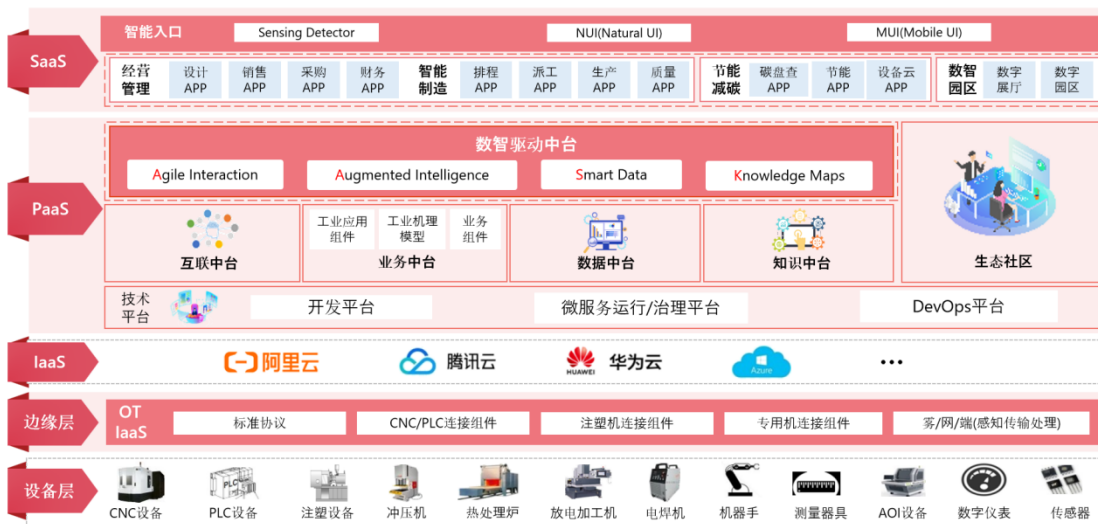 SaaS
智能入口
Sensing Detector
NUI(Natural UI)
MUI(Mobile UI)
经营
管理
设计
APP
销售
APP
采购
APP
财务
APP
智能
制造
排程
APP
派工
APP
生产
APP
质量
APP
节能
减碳
碳盘查
APP
节能
APP
设备云
APP
数智
园区
数字
展厅
数字
园区
PaaS
数智驱动中台
Agile Interaction
Augmented Intelligence
Smart Data
Knowledge Maps
互联中台
工业应用
组件
工业机理
模型
业务
组件
业务中台
数据中台
知识中台
生态社区
技术
平台
开发平台
微服务运行/治理平台
DevOps平台
IaaS
阿里云
腾讯云
HUAWEI
华为云
Azure
•••
边缘层
OT
IaaS
标准协议
CNC/PLC连接组件
注塑机连接组件
专用机连接组件
雾/网/端(感知传输处理)
设备层
PLC
CNC设备
PLC设备
注塑设备
冲压机
热处理炉
放电加工机
电焊机
机器手
测量器具
AOI设备
数字仪表
传感器